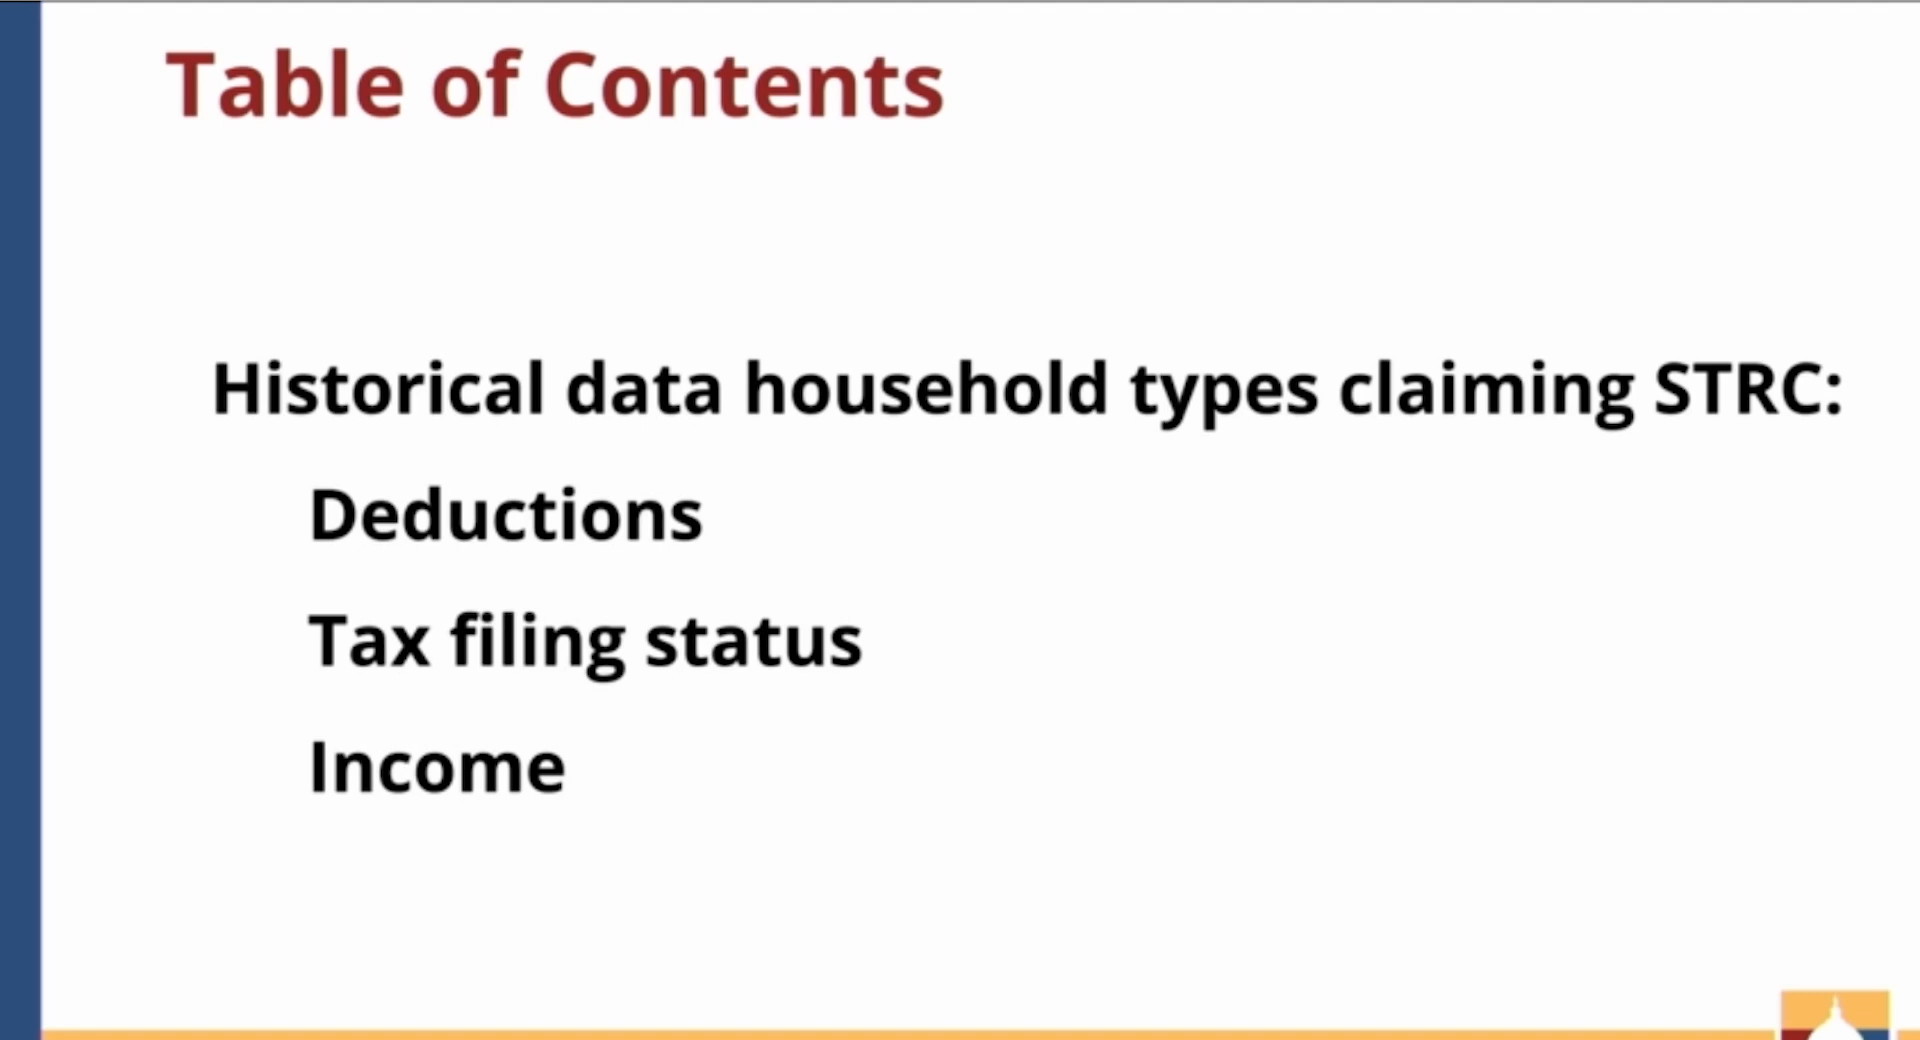 Table of Contents
Historical data household types claiming STRC:
Deductions
Tax filing status
Income